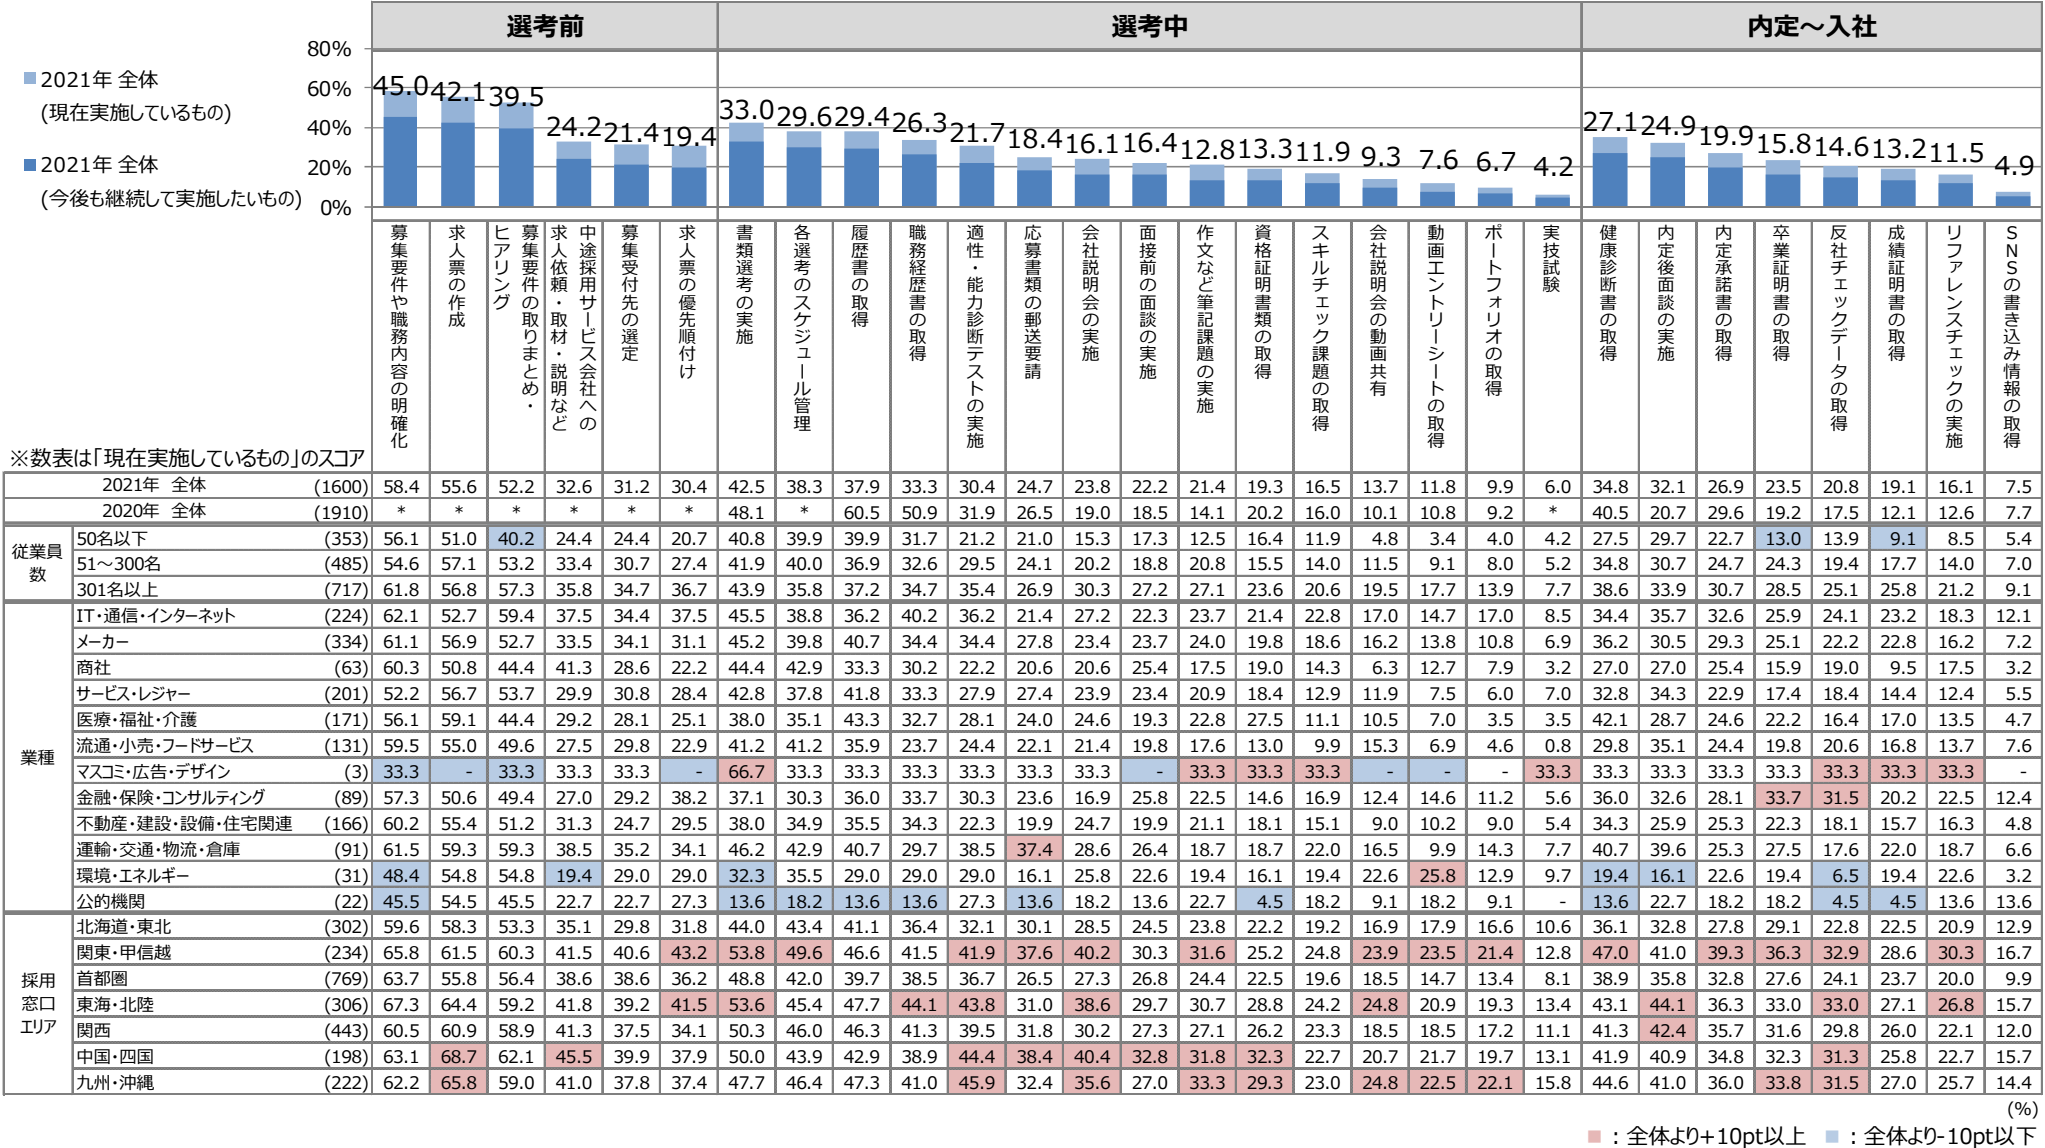 選考前 選考中 内定～入社
80%
60%
40%
20%
0%
2021年 全体
(現在実施しているもの)
2021年 全体
(今後も継続して実施したいもの)
45.0 42.1 39.5 24.2 21.4 19.4 33.0 29.6 29.4 26.3 21.7 18.4 16.1 16.4 12.8 13.3 11.9 9.3 7.6 6.7 4.2 27.1 24.9 19.9 15.8 14.6 13.2 11.5 4.9
募集要件や職務内容の明確化
求人票の作成
募集要件の取りまとめ・
ヒアリング
中途採用サービス会社への
求人依頼・取材・説明など
募集受付先の選定
求人票の優先順付け
書類選考の実施
各選考のスケジュール管理
履歴書の取得
職務経歴書の取得
適性・能力診断テストの実施
応募書類の郵送要請
会社説明会の実施
面接前の面談の実施
作文など筆記課題の実施
資格証明書類の取得
スキルチェック課題の取得
会社説明会の動画共有
動画エントリーシートの取得
ポートフォリオの取得
実技試験
健康診断書の取得
内定後面談の実施
内定承諾書の取得
卒業証明書の取得
反社チェックデータの取得
成績証明書の取得
リファレンスチェックの実施
SNSの書き込み情報の取得
※数表は「現在実施しているもの」のスコア
2021年 全体 (1600) 58.4 55.6 52.2 32.6 31.2 30.4 42.5 38.3 37.9 33.3 30.4 24.7 23.8 22.2 21.4 19.3 16.5 13.7 11.8 9.9 6.0 34.8 32.1 26.9 23.5 20.8 19.1 16.1 7.5
2020年 全体 (1910) * * * * * * 48.1 * 60.5 50.9 31.9 26.5 19.0 18.5 14.1 20.2 16.0 10.1 10.8 9.2 * 40.5 20.7 29.6 19.2 17.5 12.1 12.6 7.7
従業員
数
50名以下 (353) 56.1 51.0 40.2 24.4 24.4 20.7 40.8 39.9 39.9 31.7 21.2 21.0 15.3 17.3 12.5 16.4 11.9 4.8 3.4 4.0 4.2 27.5 29.7 22.7 13.0 13.9 9.1 8.5 5.4
51～300名 (485) 54.6 57.1 53.2 33.4 30.7 27.4 41.9 40.0 36.9 32.6 29.5 24.1 20.2 18.8 20.8 15.5 14.0 11.5 9.1 8.0 5.2 34.8 30.7 24.7 24.3 19.4 17.7 14.0 7.0
301名以上 (717) 61.8 56.8 57.3 35.8 34.7 36.7 43.9 35.8 37.2 34.7 35.4 26.9 30.3 27.2 27.1 23.6 20.6 19.5 17.7 13.9 7.7 38.6 33.9 30.7 28.5 25.1 25.8 21.2 9.1
業種
IT・通信・インターネット (224) 62.1 52.7 59.4 37.5 34.4 37.5 45.5 38.8 36.2 40.2 36.2 21.4 27.2 22.3 23.7 21.4 22.8 17.0 14.7 17.0 8.5 34.4 35.7 32.6 25.9 24.1 23.2 18.3 12.1
メーカー (334) 61.1 56.9 52.7 33.5 34.1 31.1 45.2 39.8 40.7 34.4 34.4 27.8 23.4 23.7 24.0 19.8 18.6 16.2 13.8 10.8 6.9 36.2 30.5 29.3 25.1 22.2 22.8 16.2 7.2
商社 (63) 60.3 50.8 44.4 41.3 28.6 22.2 44.4 42.9 33.3 30.2 22.2 20.6 20.6 25.4 17.5 19.0 14.3 6.3 12.7 7.9 3.2 27.0 27.0 25.4 15.9 19.0 9.5 17.5 3.2
サービス・レジャー (201) 52.2 56.7 53.7 29.9 30.8 28.4 42.8 37.8 41.8 33.3 27.9 27.4 23.9 23.4 20.9 18.4 12.9 11.9 7.5 6.0 7.0 32.8 34.3 22.9 17.4 18.4 14.4 12.4 5.5
医療・福祉・介護 (171) 56.1 59.1 44.4 29.2 28.1 25.1 38.0 35.1 43.3 32.7 28.1 24.0 24.6 19.3 22.8 27.5 11.1 10.5 7.0 3.5 3.5 42.1 28.7 24.6 22.2 16.4 17.0 13.5 4.7
流通・小売・フードサービス (131) 59.5 55.0 49.6 27.5 29.8 22.9 41.2 41.2 35.9 23.7 24.4 22.1 21.4 19.8 17.6 13.0 9.9 15.3 6.9 4.6 0.8 29.8 35.1 24.4 19.8 20.6 16.8 13.7 7.6
マスコミ・広告・デザイン (3) 33.3 - 33.3 33.3 33.3 - 66.7 33.3 33.3 33.3 33.3 33.3 33.3 - 33.3 33.3 33.3 - - - 33.3 33.3 33.3 33.3 33.3 33.3 33.3 33.3 -
金融・保険・コンサルティング (89) 57.3 50.6 49.4 27.0 29.2 38.2 37.1 30.3 36.0 33.7 30.3 23.6 16.9 25.8 22.5 14.6 16.9 12.4 14.6 11.2 5.6 36.0 32.6 28.1 33.7 31.5 20.2 22.5 12.4
不動産・建設・設備・住宅関連 (166) 60.2 55.4 51.2 31.3 24.7 29.5 38.0 34.9 35.5 34.3 22.3 19.9 24.7 19.9 21.1 18.1 15.1 9.0 10.2 9.0 5.4 34.3 25.9 25.3 22.3 18.1 15.7 16.3 4.8
運輸・交通・物流・倉庫 (91) 61.5 59.3 59.3 38.5 35.2 34.1 46.2 42.9 40.7 29.7 38.5 37.4 28.6 26.4 18.7 18.7 22.0 16.5 9.9 14.3 7.7 40.7 39.6 25.3 27.5 17.6 22.0 18.7 6.6
環境・エネルギー (31) 48.4 54.8 54.8 19.4 29.0 29.0 32.3 35.5 29.0 29.0 29.0 16.1 25.8 22.6 19.4 16.1 19.4 22.6 25.8 12.9 9.7 19.4 16.1 22.6 19.4 6.5 19.4 22.6 3.2
公的機関 (22) 45.5 54.5 45.5 22.7 22.7 27.3 13.6 18.2 13.6 13.6 27.3 13.6 18.2 13.6 22.7 4.5 18.2 9.1 18.2 9.1 - 13.6 22.7 18.2 18.2 4.5 4.5 13.6 13.6
採用
窓口
エリア
北海道・東北 (302) 59.6 58.3 53.3 35.1 29.8 31.8 44.0 43.4 41.1 36.4 32.1 30.1 28.5 24.5 23.8 22.2 19.2 16.9 17.9 16.6 10.6 36.1 32.8 27.8 29.1 22.8 22.5 20.9 12.9
関東・甲信越 (234) 65.8 61.5 60.3 41.5 40.6 43.2 53.8 49.6 46.6 41.5 41.9 37.6 40.2 30.3 31.6 25.2 24.8 23.9 23.5 21.4 12.8 47.0 41.0 39.3 36.3 32.9 28.6 30.3 16.7
首都圏 (769) 63.7 55.8 56.4 38.6 38.6 36.2 48.8 42.0 39.7 38.5 36.7 26.5 27.3 26.8 24.4 22.5 19.6 18.5 14.7 13.4 8.1 38.9 35.8 32.8 27.6 24.1 23.7 20.0 9.9
東海・北陸 (306) 67.3 64.4 59.2 41.8 39.2 41.5 53.6 45.4 47.7 44.1 43.8 31.0 38.6 29.7 30.7 28.8 24.2 24.8 20.9 19.3 13.4 43.1 44.1 36.3 33.0 33.0 27.1 26.8 15.7
関西 (443) 60.5 60.9 58.9 41.3 37.5 34.1 50.3 46.0 46.3 41.3 39.5 31.8 30.2 27.3 27.1 26.2 23.3 18.5 18.5 17.2 11.1 41.3 42.4 35.7 31.6 29.8 26.0 22.1 12.0
中国・四国 (198) 63.1 68.7 62.1 45.5 39.9 37.9 50.0 43.9 42.9 38.9 44.4 38.4 40.4 32.8 31.8 32.3 22.7 20.7 21.7 19.7 13.1 41.9 40.9 34.8 32.3 31.3 25.8 22.7 15.7
九州・沖縄 (222) 62.2 65.8 59.0 41.0 37.8 37.4 47.7 46.4 47.3 41.0 45.9 32.4 35.6 27.0 33.3 29.3 23.0 24.8 22.5 22.1 15.8 44.6 41.0 36.0 33.8 31.5 27.0 25.7 14.4
(%)
：全体より+10pt以上 ：全体より-10pt以下